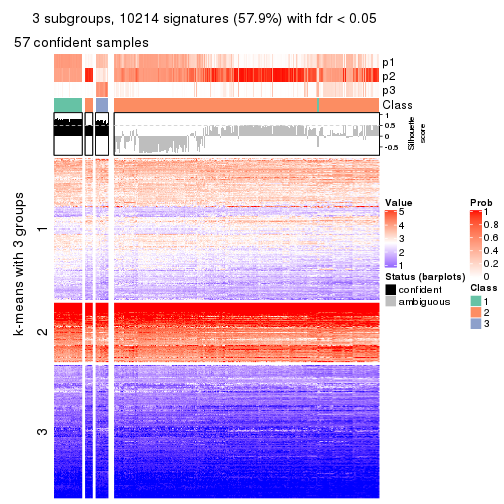 3 subgroups, 10214 signatures (57.9%) with fdr < 0.05
57 confident samples
p1
p2
p3
Class
1
0.5
0
-0.5
Silhouette
score
k-means with 3 groups
1
2
3
Value
5
4
3
2
1
Status (barplots)
confident
ambiguous
Prob
1
0.8
0.6
0.4
0.2
0
Class
1
2
3